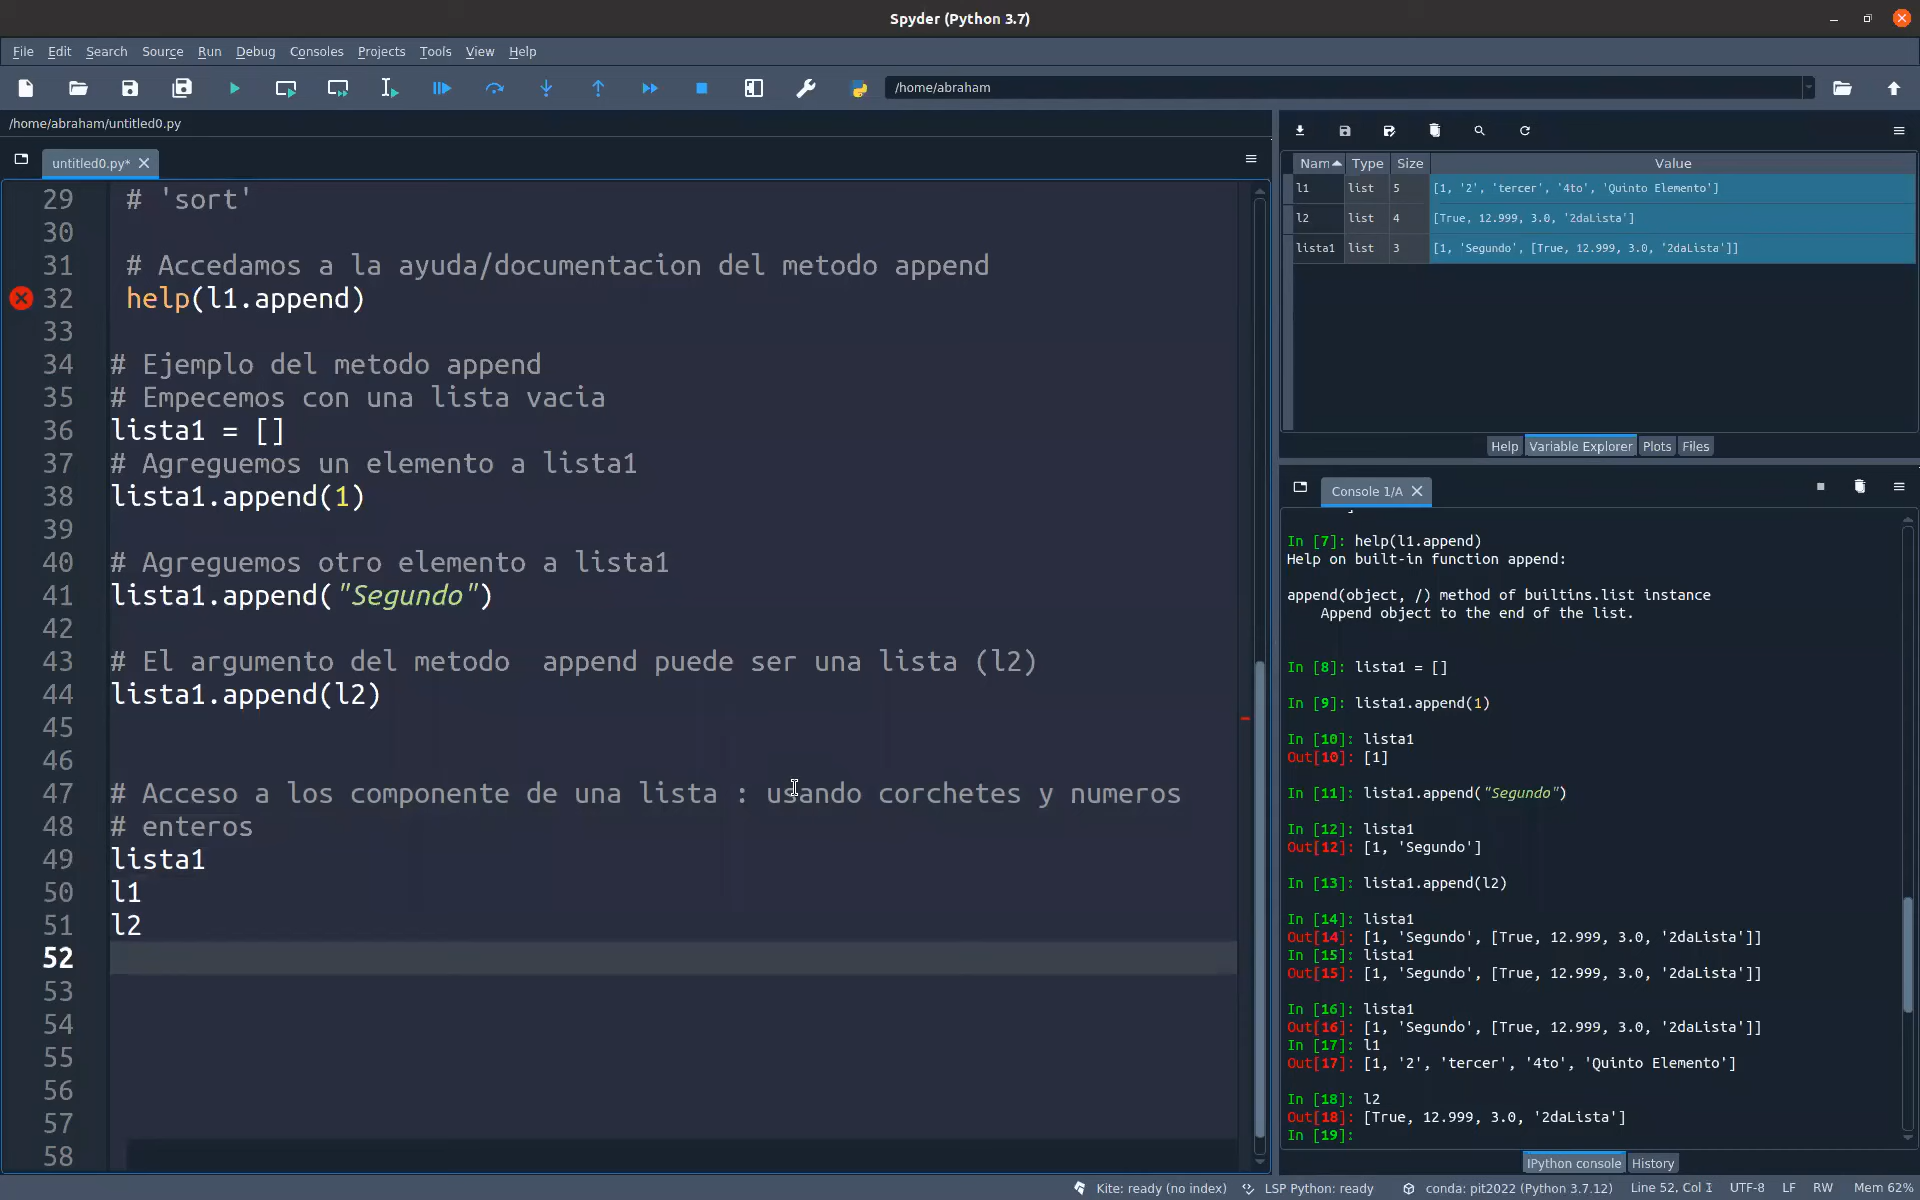 Spyder (Python 3.7)
File Edit Search Source Run Debug Consoles Projects Tools View Help
/home/abraham
/home/abraham/untitled0.py
untitled0.py*
29 # 'sort'
30
31 # Accedamos a la ayuda/documentacion del metodo append
32 help(l1.append)
33
34 # Ejemplo del metodo append
35 # Empecemos con una lista vacia
36 lista1 = []
37 # Agreguemos un elemento a lista1
38 lista1.append(1)
39
40 # Agreguemos otro elemento a lista1
41 lista1.append("Segundo")
42
43 # El argumento del metodo  append puede ser una lista (l2)
44 lista1.append(l2)
45
46
47 # Acceso a los componente de una lista : usando corchetes y numeros
48 # enteros
49 lista1
50 l1
51 l2
52
53
54
55
56
57
58
Nam Type Size Value
l1 list 5 [1, '2', 'tercer', '4to', 'Quinto Elemento']
l2 list 4 [True, 12.999, 3.0, '2daLista']
lista1 list 3 [1, 'Segundo', [True, 12.999, 3.0, '2daLista']]
Help Variable Explorer Plots Files
Console 1/A
In [7]: help(l1.append)
Help on built-in function append:
append(object, /) method of builtins.list instance
Append object to the end of the list.
In [8]: lista1 = []
In [9]: lista1.append(1)
In [10]: lista1
Out[10]: [1]
In [11]: lista1.append("Segundo")
In [12]: lista1
Out[12]: [1, 'Segundo']
In [13]: lista1.append(l2)
In [14]: lista1
Out[14]: [1, 'Segundo', [True, 12.999, 3.0, '2daLista']]
In [15]: lista1
Out[15]: [1, 'Segundo', [True, 12.999, 3.0, '2daLista']]
In [16]: lista1
Out[16]: [1, 'Segundo', [True, 12.999, 3.0, '2daLista']]
In [17]: l1
Out[17]: [1, '2', 'tercer', '4to', 'Quinto Elemento']
In [18]: l2
Out[18]: [True, 12.999, 3.0, '2daLista']
In [19]:
IPython console History
Kite: ready (no index) LSP Python: ready conda: pit2022 (Python 3.7.12) Line 52, Col 1 UTF-8 LF RW Mem 62%